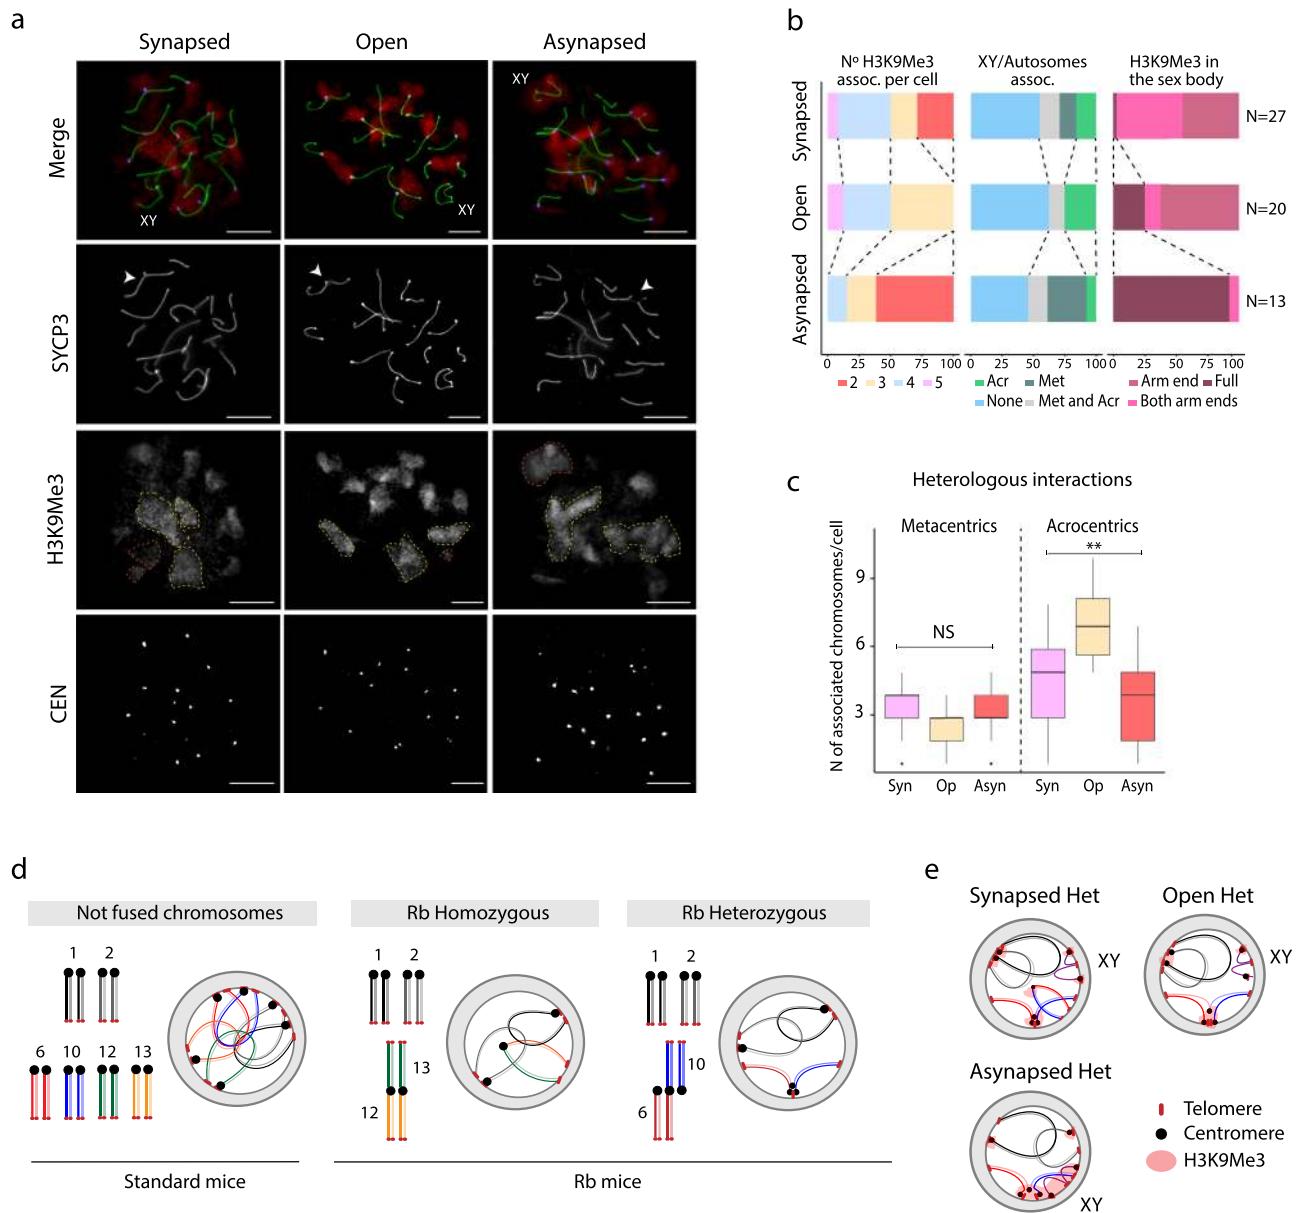 a
Synapsed
Open
Asynapsed
Merge
XY
XY
XY
SYCP3
H3K9Me3
CEN
b
Nº H3K9Me3
assoc. per cell
XY/Autosomes
assoc.
H3K9Me3 in
the sex body
Synapsed
N=27
Open
N=20
Asynapsed
N=13
0 25 50 75 100
0 25 50 75 100
0 25 50 75 100
2 3 4 5
Acr Met
None Met and Acr
Arm end Full
Both arm ends
c
Heterologous interactions
Metacentrics
Acrocentrics
**
NS
N of associated chromosomes/cell
9
6
3
Syn Op Asyn
Syn Op Asyn
d
Not fused chromosomes
1 2
6 10 12 13
Standard mice
Rb Homozygous
1 2
13
12
Rb Heterozygous
1 2
10
6
Rb mice
e
Synapsed Het
XY
Open Het
XY
Asynapsed Het
XY
Telomere
Centromere
H3K9Me3